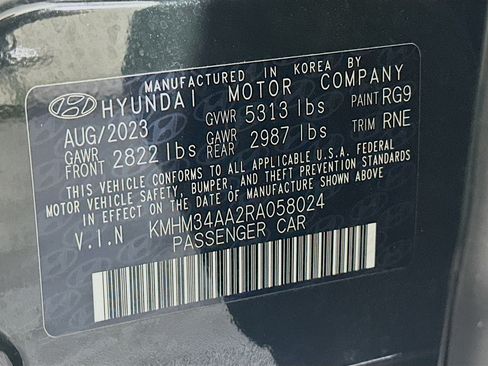 MANUFACTURED IN KOREA BY
HYUNDAI MOTOR COMPANY
AUG/2023 GVWR 5313 lbs PAINT RG9
GAWR FRONT 2822 lbs GAWR REAR 2987 lbs TRIM RNE
THIS VEHICLE CONFORMS TO ALL APPLICABLE U.S.A. FEDERAL
MOTOR VEHICLE SAFETY, BUMPER, AND THEFT PREVENTION STANDARDS
IN EFFECT ON THE DATE OF MANUFACTURE SHOWN ABOVE.
V.I.N KMHM34AA2RA058024
PASSENGER CAR